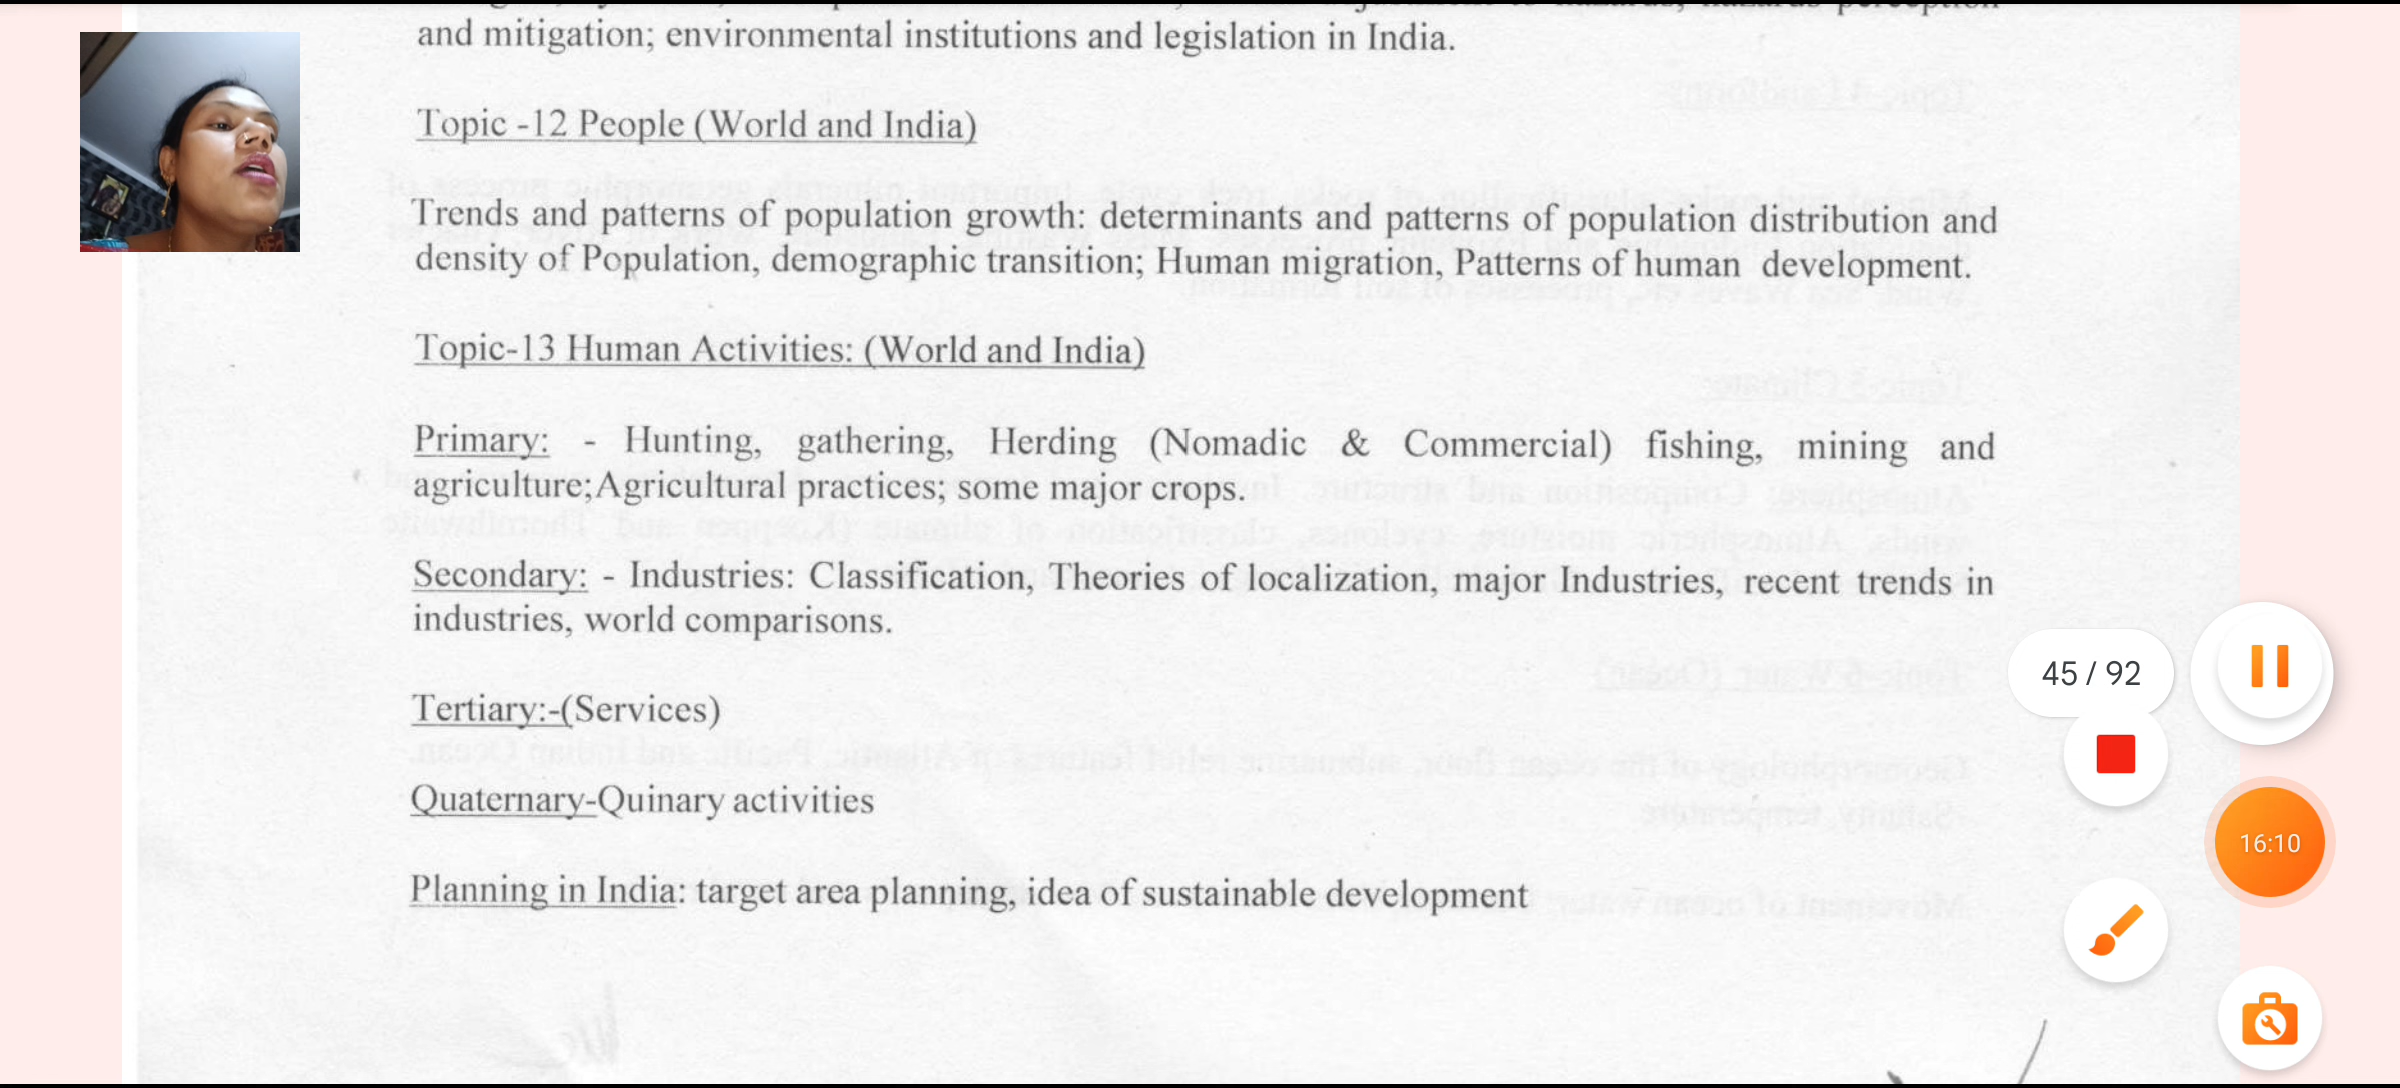 and mitigation; environmental institutions and legislation in India.
Topic -12 People (World and India)
Trends and patterns of population growth: determinants and patterns of population distribution and
density of Population, demographic transition; Human migration, Patterns of human development.
Topic-13 Human Activities: (World and India)
Primary: - Hunting, gathering, Herding (Nomadic & Commercial) fishing, mining and
agriculture;Agricultural practices; some major crops.
Secondary: - Industries: Classification, Theories of localization, major Industries, recent trends in
industries, world comparisons.
Tertiary:-(Services)
Quaternary-Quinary activities
Planning in India: target area planning, idea of sustainable development
45 / 92
16:10